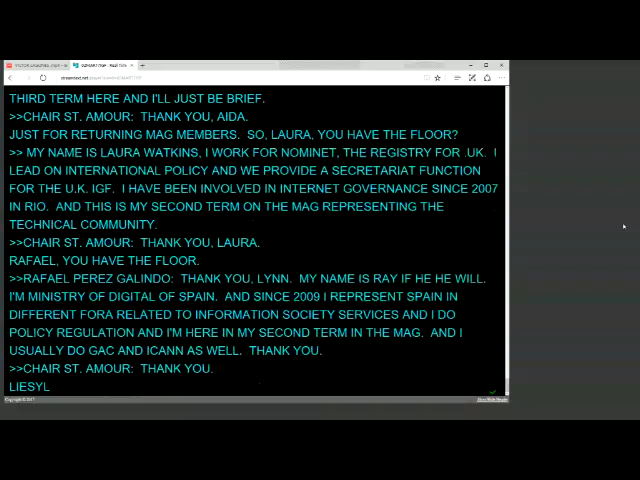 THIRD TERM HERE AND I'LL JUST BE BRIEF.
>>CHAIR ST. AMOUR:  THANK YOU, AIDA.
JUST FOR RETURNING MAG MEMBERS.  SO, LAURA, YOU HAVE THE FLOOR?
>> MY NAME IS LAURA WATKINS, I WORK FOR NOMINET, THE REGISTRY FOR .UK.  I
LEAD ON INTERNATIONAL POLICY AND WE PROVIDE A SECRETARIAT FUNCTION
FOR THE U.K. IGF.  I HAVE BEEN INVOLVED IN INTERNET GOVERNANCE SINCE 2007
IN RIO.  AND THIS IS MY SECOND TERM ON THE MAG REPRESENTING THE
TECHNICAL COMMUNITY.
>>CHAIR ST. AMOUR:  THANK YOU, LAURA.
RAFAEL, YOU HAVE THE FLOOR.
>>RAFAEL PEREZ GALINDO:  THANK YOU, LYNN.  MY NAME IS RAY IF HE HE WILL.
I'M MINISTRY OF DIGITAL OF SPAIN.  AND SINCE 2009 I REPRESENT SPAIN IN
DIFFERENT FORA RELATED TO INFORMATION SOCIETY SERVICES AND I DO
POLICY REGULATION AND I'M HERE IN MY SECOND TERM IN THE MAG.  AND I
USUALLY DO GAC AND ICANN AS WELL.  THANK YOU.
>>CHAIR ST. AMOUR:  THANK YOU.
LIESYL